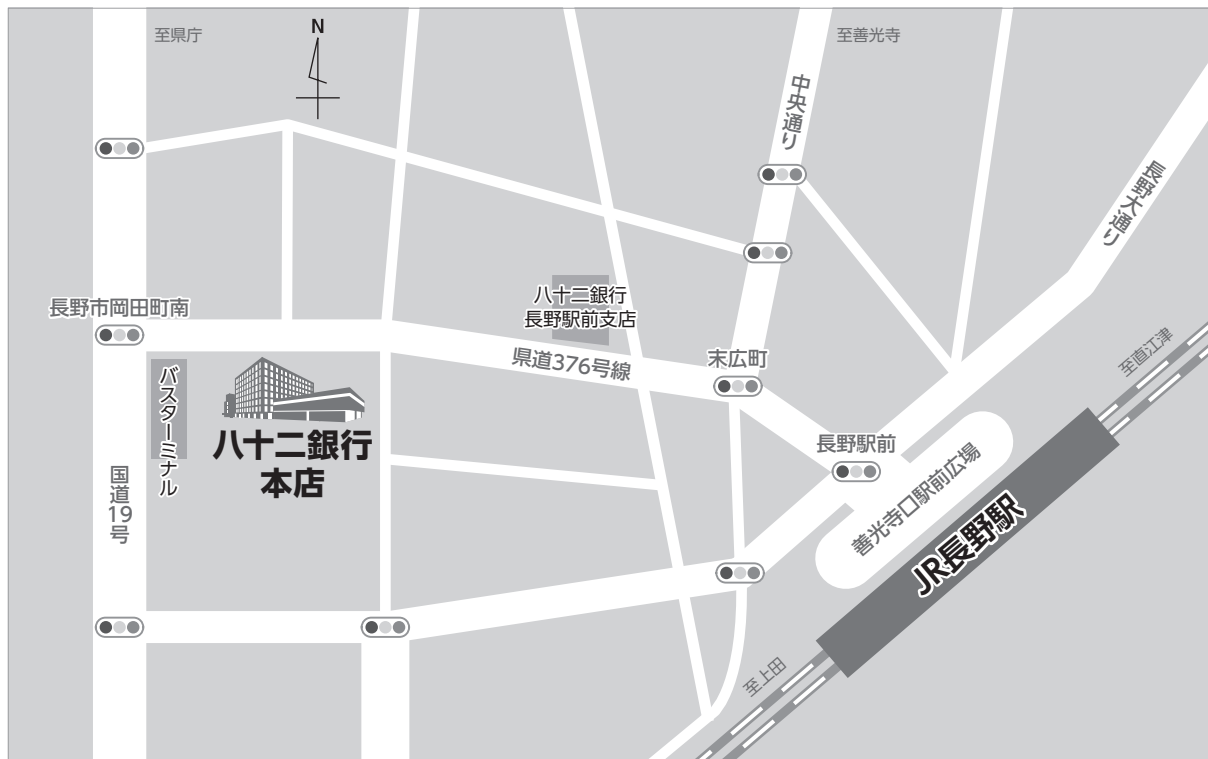 至県庁
N
至善光寺
中央通り
長野大通り
八十二銀行
長野駅前支店
長野市岡田町南
県道376号線
末広町
至直江津
バスターミナル
八十二銀行
本店
長野駅前
国道19号
善光寺口駅前広場
JR長野駅
至上田